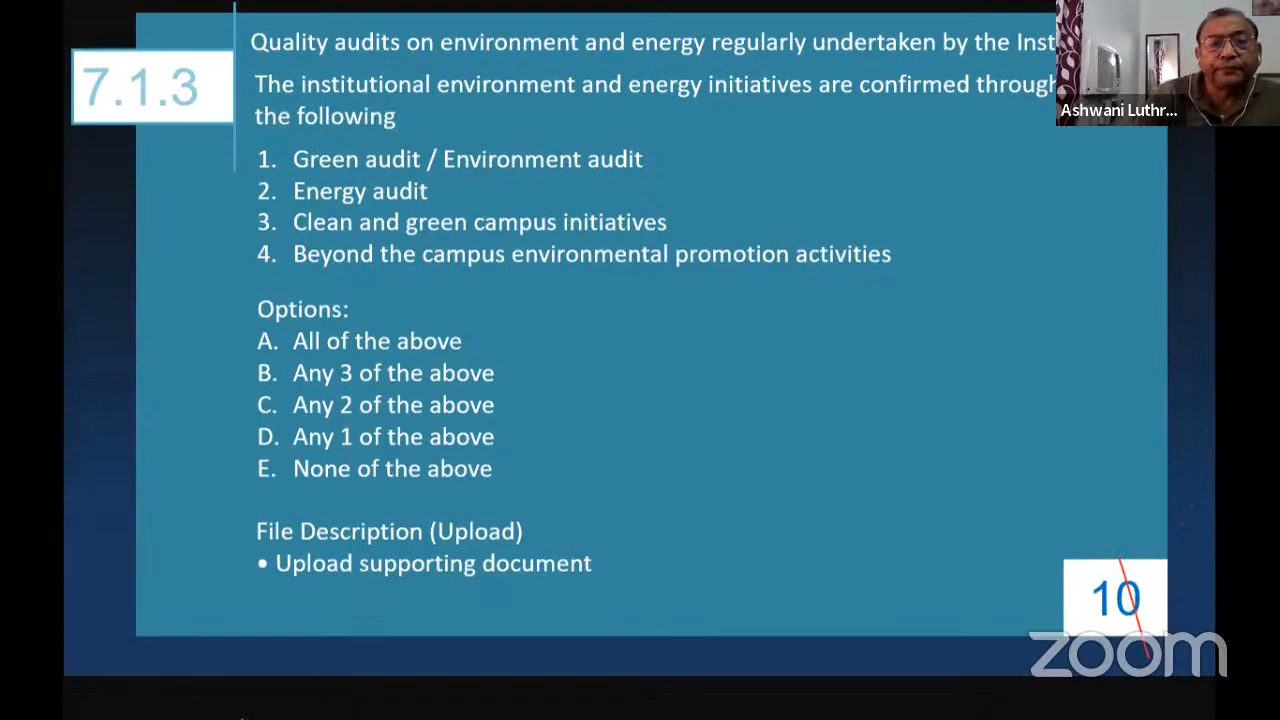 7.1.3
Quality audits on environment and energy regularly undertaken by the Inst
The institutional environment and energy initiatives are confirmed through
the following
1. Green audit / Environment audit
2. Energy audit
3. Clean and green campus initiatives
4. Beyond the campus environmental promotion activities
Options:
A. All of the above
B. Any 3 of the above
C. Any 2 of the above
D. Any 1 of the above
E. None of the above
File Description (Upload)
• Upload supporting document
10
Ashwani Luthr...
zoom